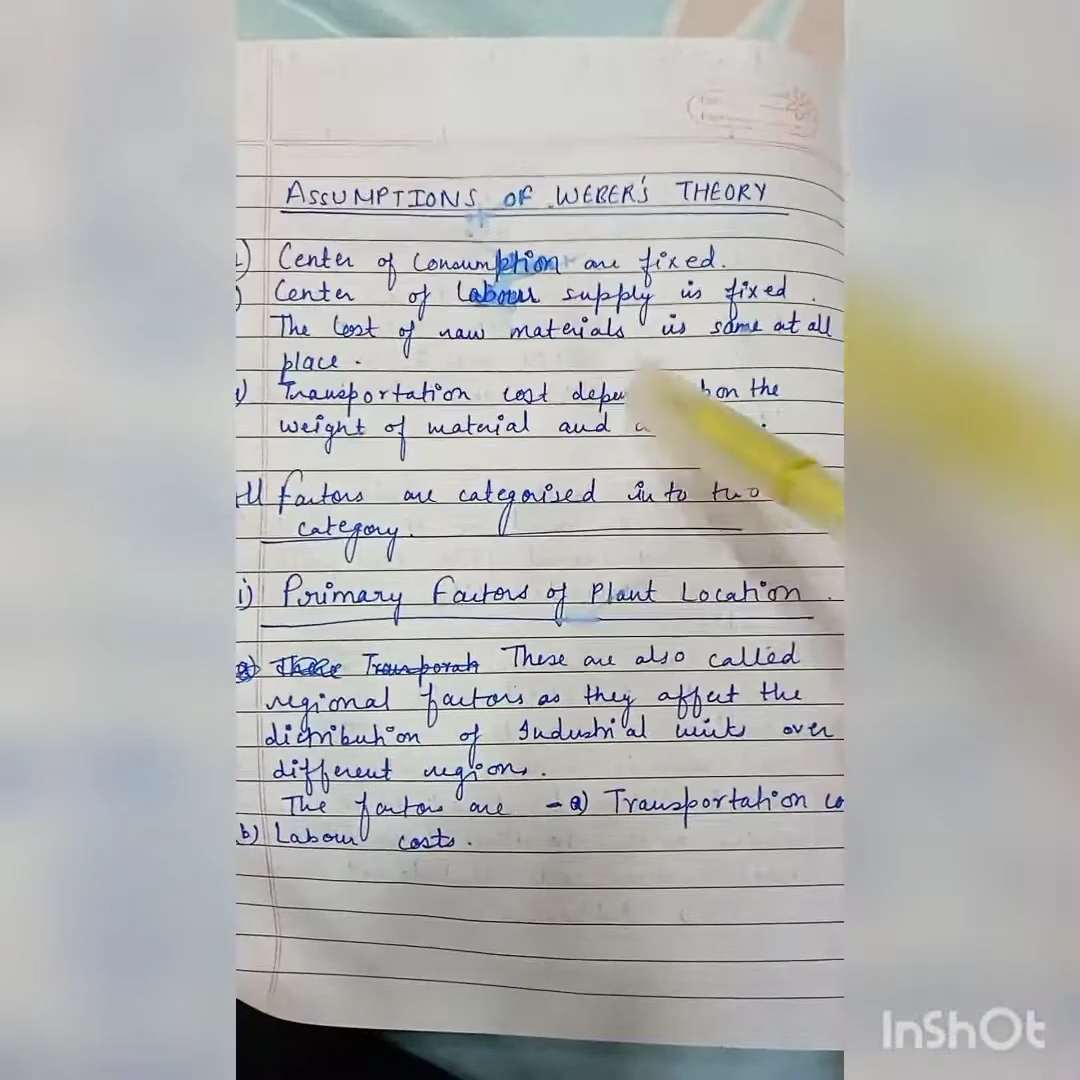 ASSUMPTIONS OF WEBER'S THEORY
Center of Consumption are fixed.
Center of labour supply is fixed.
The Cost of raw materials is same at all
place.
Transportation cost the
weight of material and
factors are categorised in to two
category.
i) Primary Factors of Plant Location.
a) These are also called
regional factors as they affect the
distribution of Industrial units over
different regions.
The factors are - a) Transportation co
b) Labour costs.
InShOt